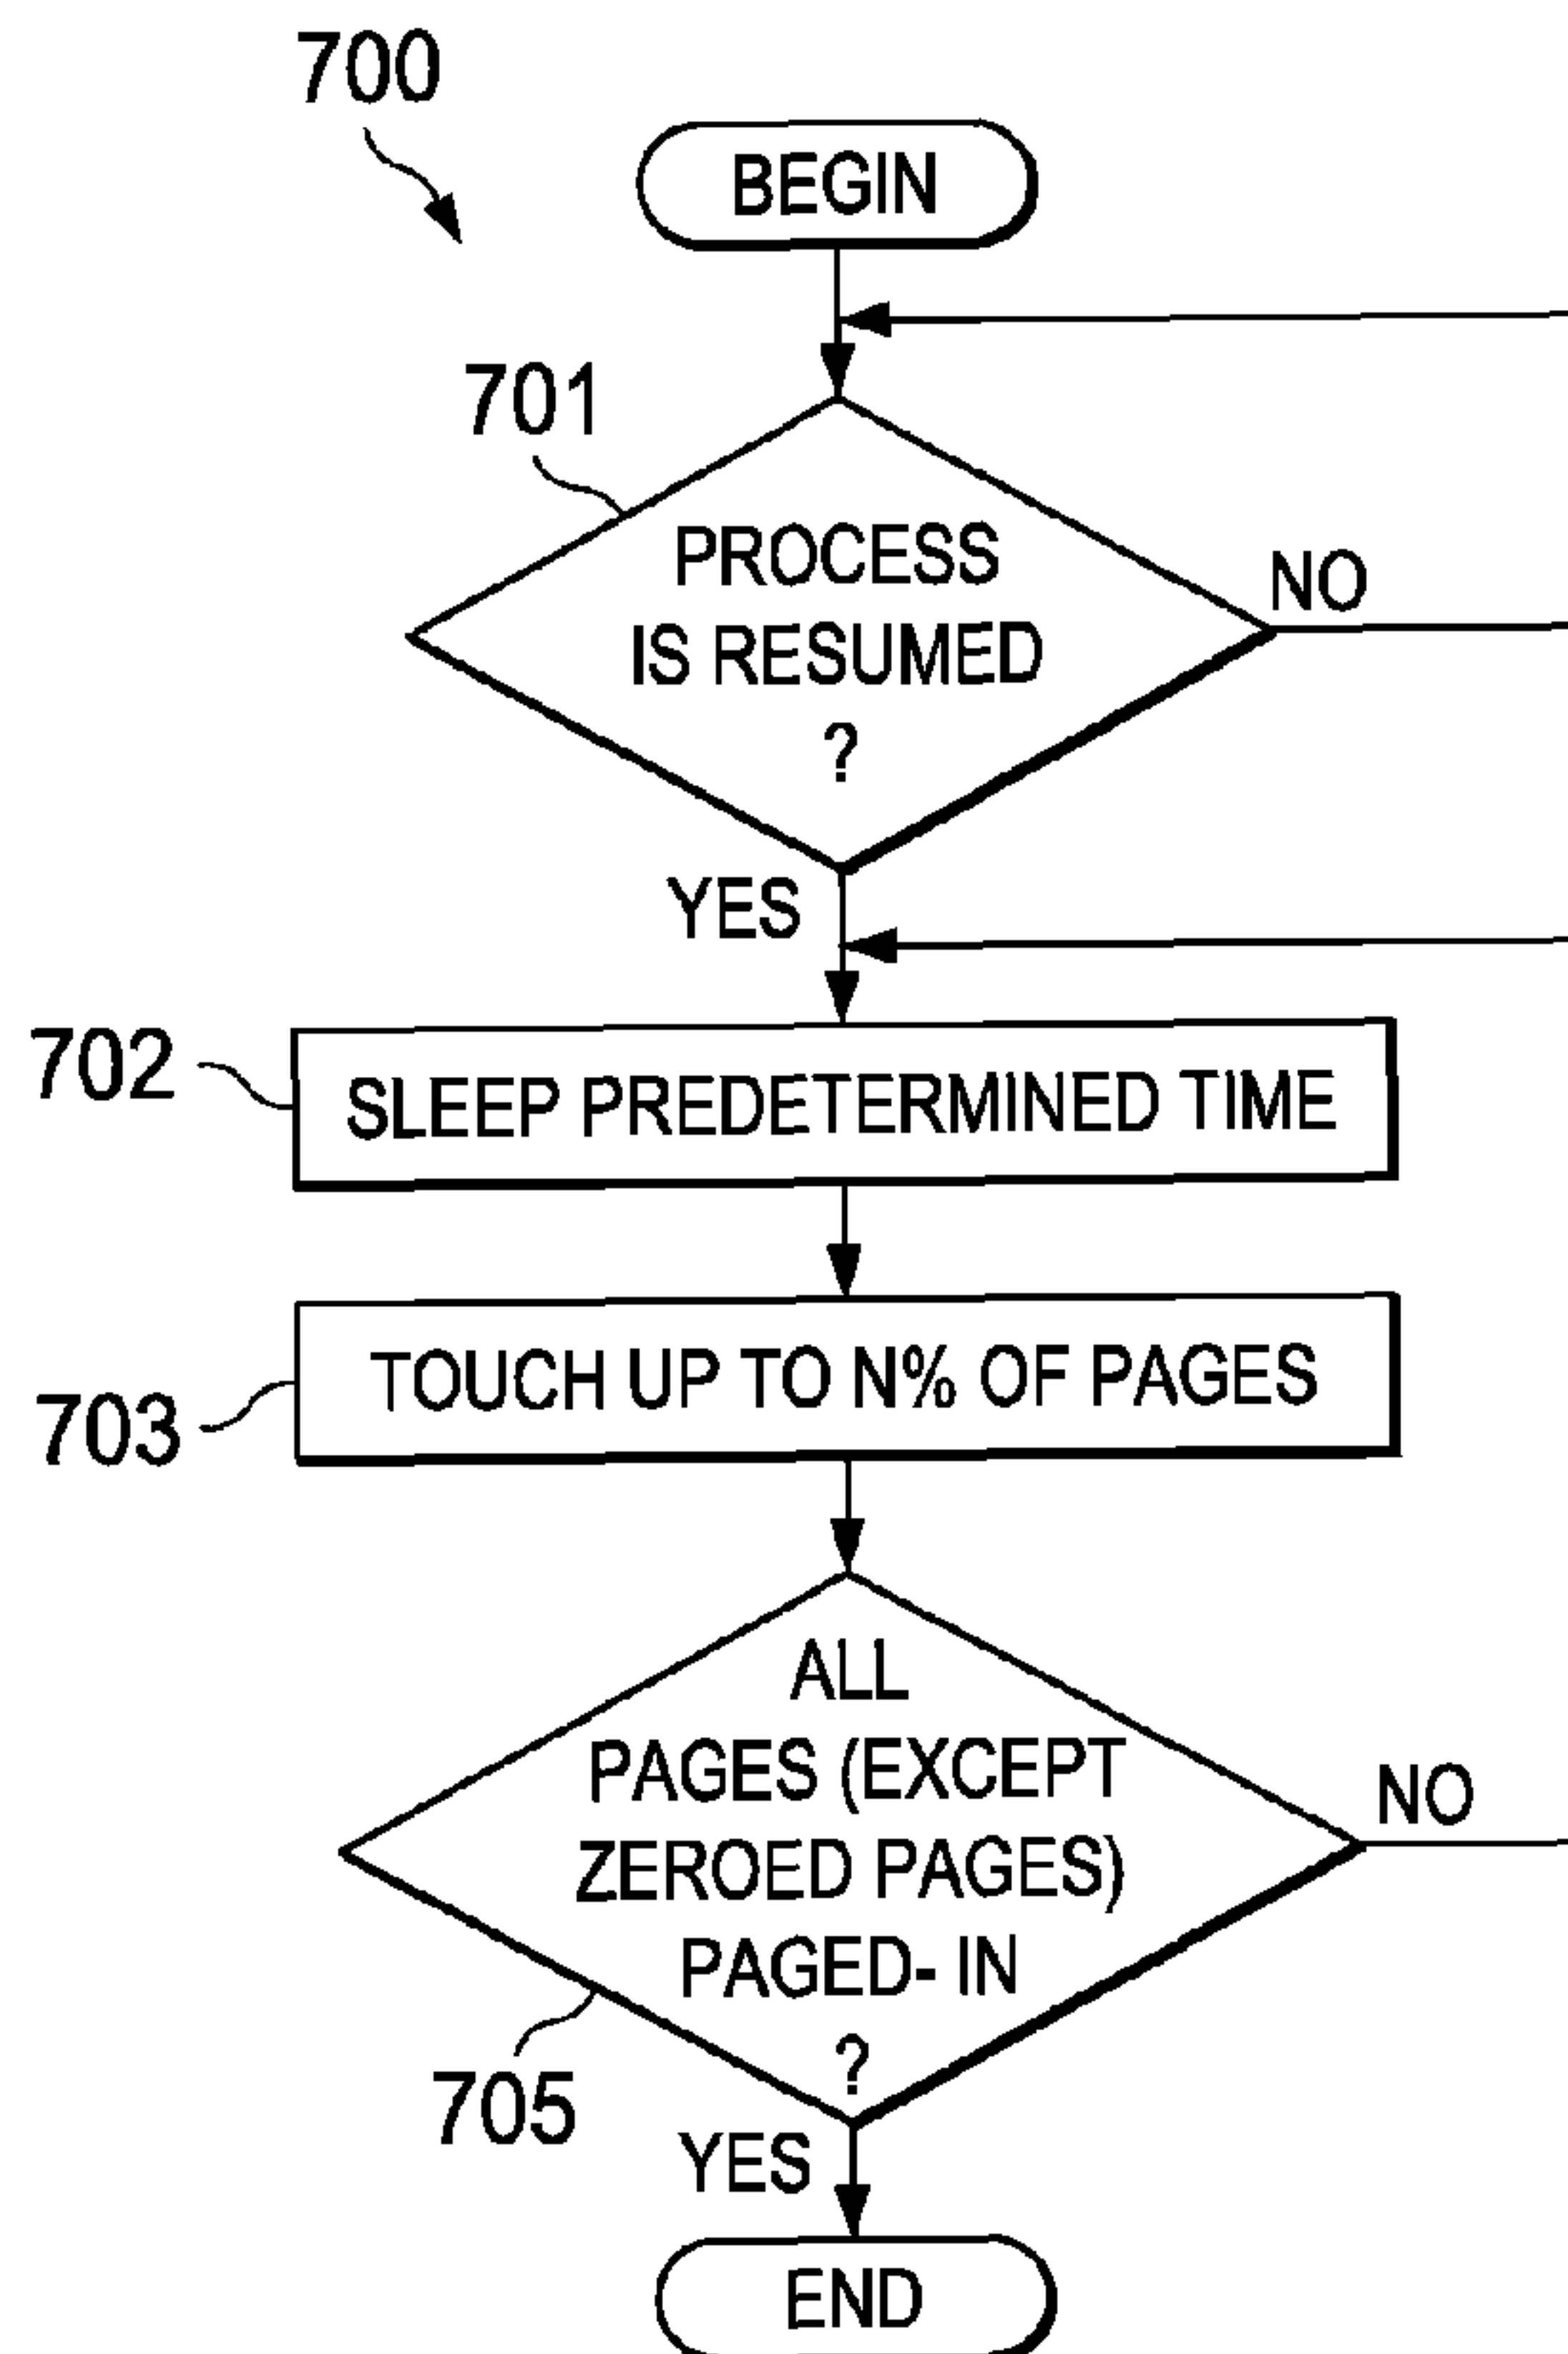 700
BEGIN
701
PROCESS
IS RESUMED
?
NO
YES
702
SLEEP PREDETERMINED TIME
703
TOUCH UP TO N% OF PAGES
ALL
PAGES (EXCEPT
ZEROED PAGES)
PAGED- IN
?
NO
705
YES
END